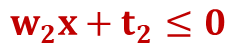 w₂x + t₂ ≤ 0